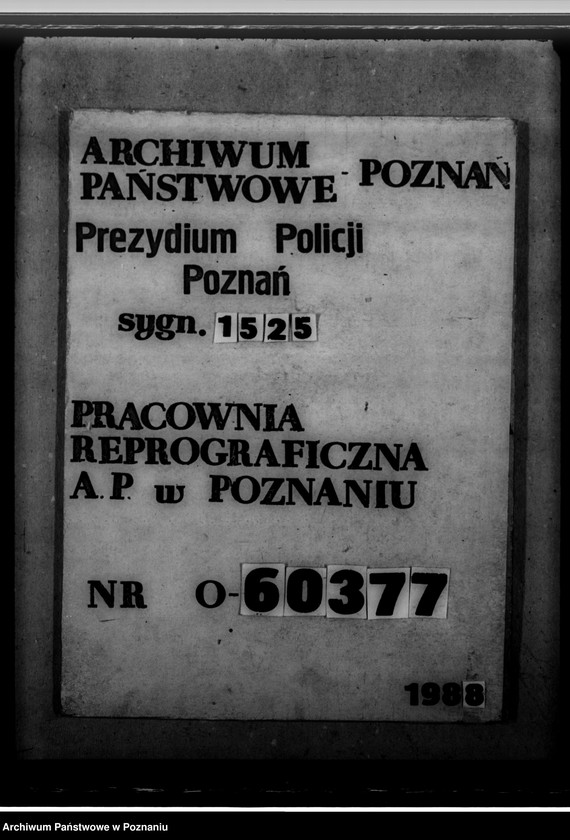 ARCHIWUM
PAŃSTWOWE - POZNAŃ
Prezydium Policji
Poznań
sygn. 1525
PRACOWNIA
REPROGRAFICZNA
A.P. w POZNANIU
NR O-60377
1988
Archiwum Państwowe w Poznaniu